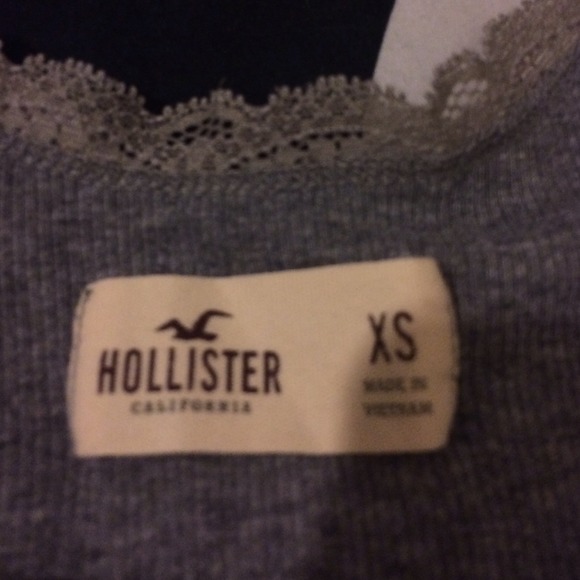 HOLLISTER
CALIFORNIA
XS
MADE IN
VIETNAM